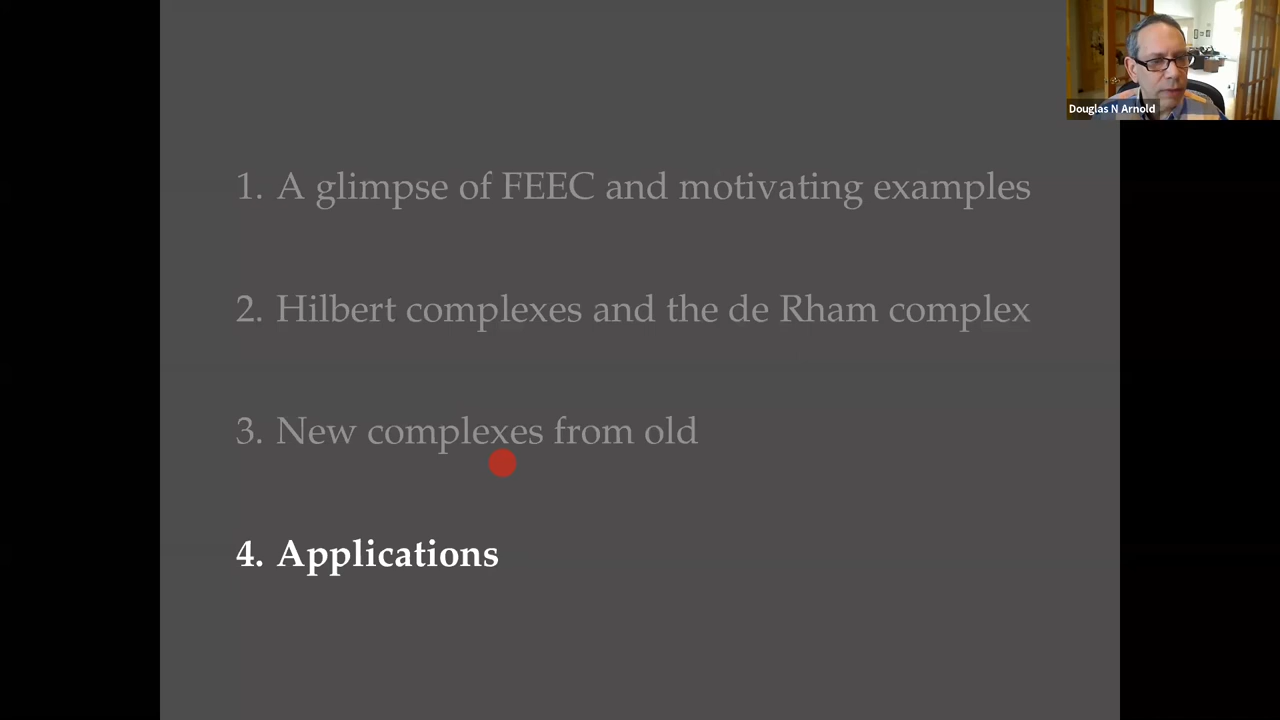 Douglas N Arnold
1. A glimpse of FEEC and motivating examples
2. Hilbert complexes and the de Rham complex
3. New complexes from old
4. Applications